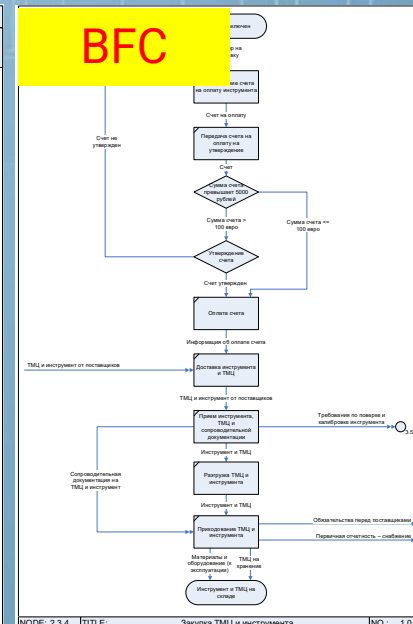 BFC
ключен
на оплату инструмента
Счет на оплату
Передача счета на
оплату на
утверждение
Счет
Счет не
утвержден
Сумма счета
превышает 5000
рублей
Сумма счета >
100 евро
Сумма счета <=
100 евро
Утверждение
счета
Счет утвержден
Оплата счета
Информация об оплате счета
ТМЦ и инструмент от поставщиков
Доставка инструмента
и ТМЦ
ТМЦ и инструмент от поставщиков
Прием инструмента,
ТМЦ и
сопроводительной
документации
Требования по поверке и
калибровке инструмента
3.5
Инструмент и ТМЦ
Сопроводительная
документация на
ТМЦ и инструмент
Разгрузка ТМЦ и
инструмента
Инструмент и ТМЦ
Приходование ТМЦ и
инструмента
Обязательства перед поставщиками
Первичная отчетность – снабжение
Материалы и
оборудование (к
эксплуатации)
ТМЦ на
хранение
Инструмент и ТМЦ на
складе
NODE: 2.3.4 TITLE: Закупка ТМЦ и инструмента NO.: 1.0